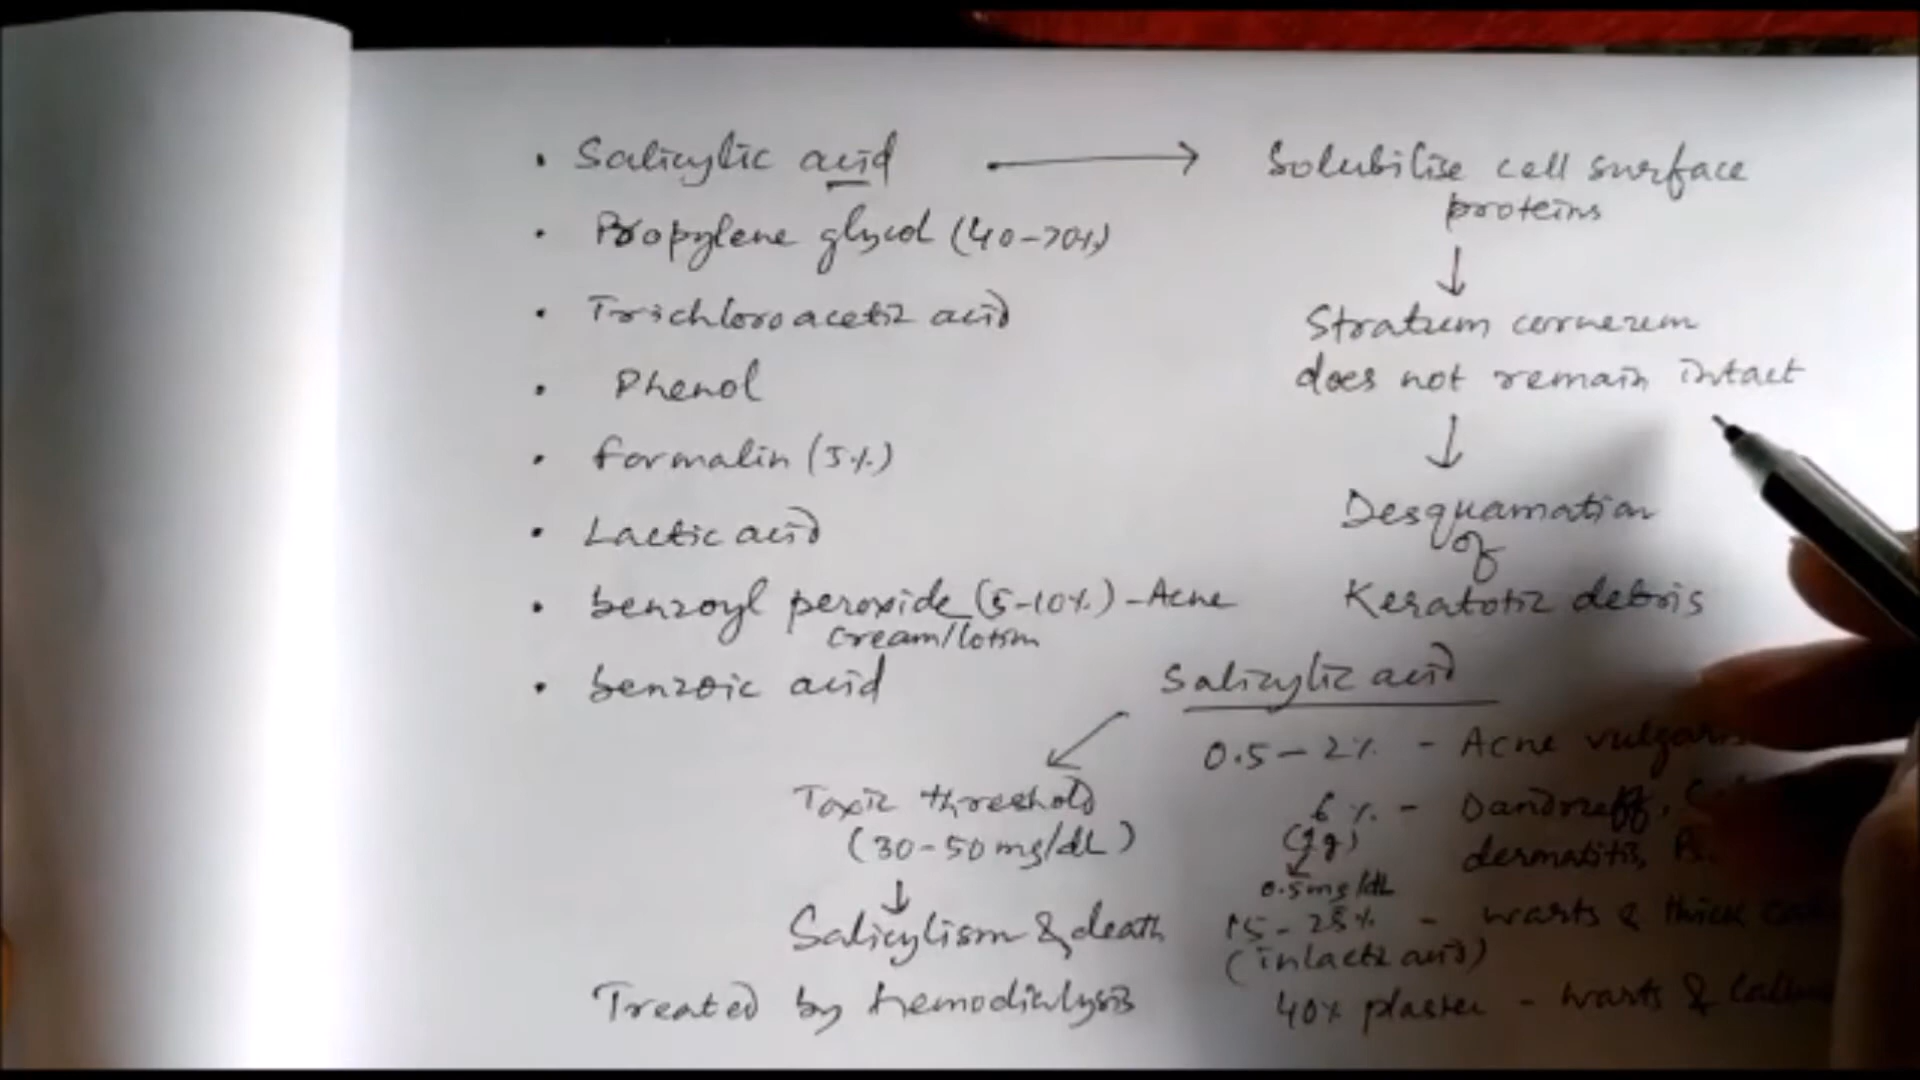 • Salicylic acid → Solubilise cell surface
proteins
• Propylene glycol (40-70%)
↓
• Trichloroacetic acid
Stratum corneum
does not remain intact
• Phenol
↓
• formalin (5%)
Desquamation
of
• Lactic acid
• benzoyl peroxide (5-10%) - Acne
cream/lotion
Keratotic debris
• benzoic acid
Salicylic acid
↙
0.5-2% - Acne
Toxic threshold
(30-50 mg/dL)
6% - Dandruff,
(1g)
dermatitis,
↓
0.5mg/dL
↓
Salicylism & death
15-25% - warts & thick
(in lactic acid)
Treated by hemodialysis
40% plaster - warts &